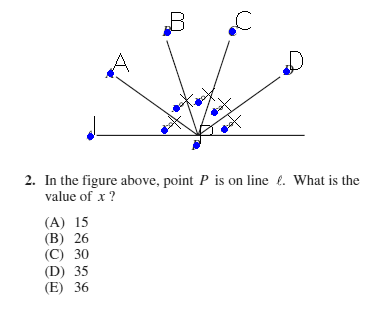 B C
A D
l
x° x° x° x° x°
P
2. In the figure above, point P is on line ℓ. What is the
value of x ?
(A) 15
(B) 26
(C) 30
(D) 35
(E) 36